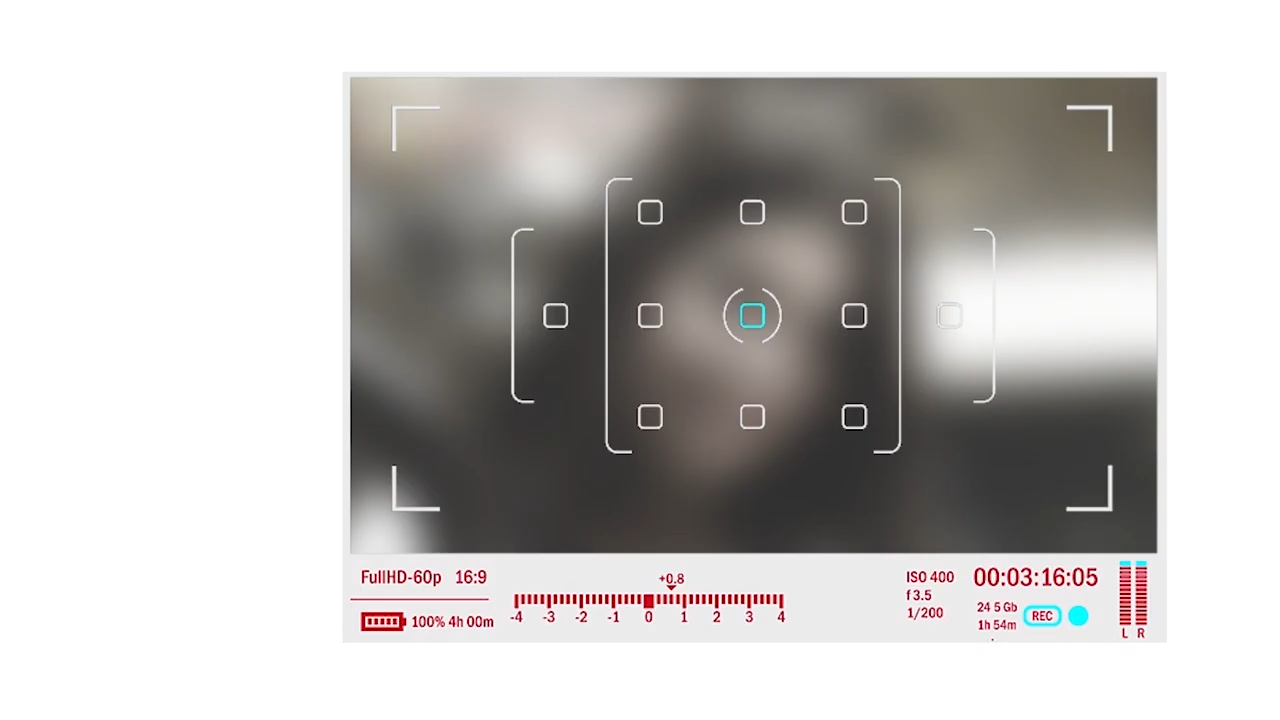 FullHD-60p 16:9
100% 4h 00m
+0.8
-4 -3 -2 -1 0 1 2 3 4
ISO 400
f 3.5
1/200
00:03:16:05
24 5 Gb
1h 54m
REC
L R